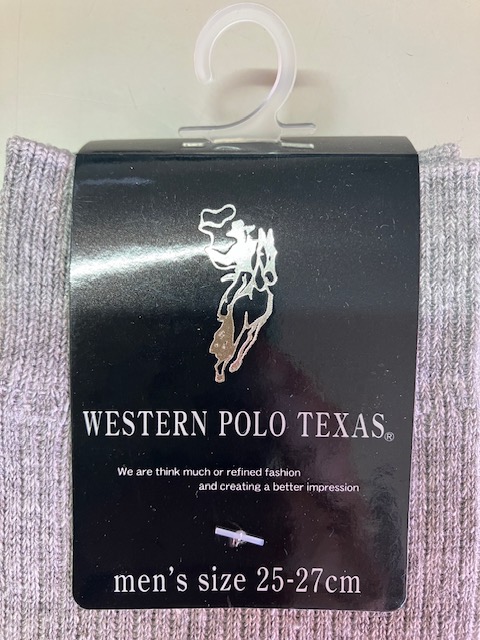 WESTERN POLO TEXAS®
We are think much or refined fashion
and creating a better impression
men's size 25-27cm